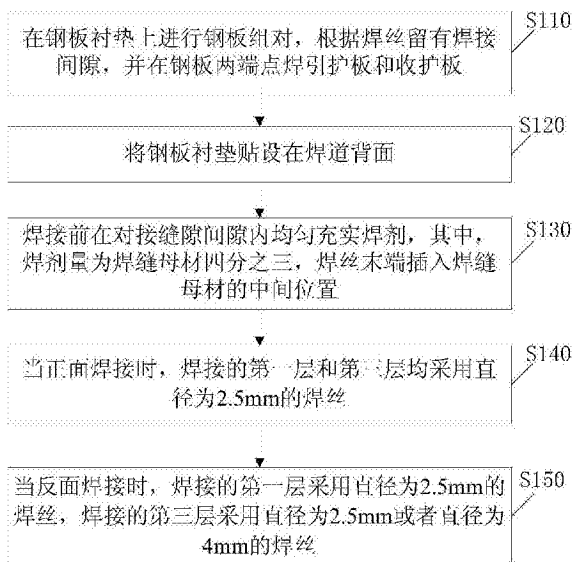 S110
在钢板衬垫上进行钢板组对，根据焊丝留有焊接
间隙，并在钢板两端点焊引护板和收护板
S120
将钢板衬垫贴设在焊道背面
S130
焊接前在对接缝隙间隙内均匀充实焊剂，其中，
焊剂量为焊缝母材四分之三，焊丝末端插入焊缝
母材的中间位置
S140
当正面焊接时，焊接的第一层和第三层均采用直
径为2.5mm的焊丝
S150
当反面焊接时，焊接的第一层采用直径为2.5mm的
焊丝，焊接的第三层采用直径为2.5mm或者直径为
4mm的焊丝